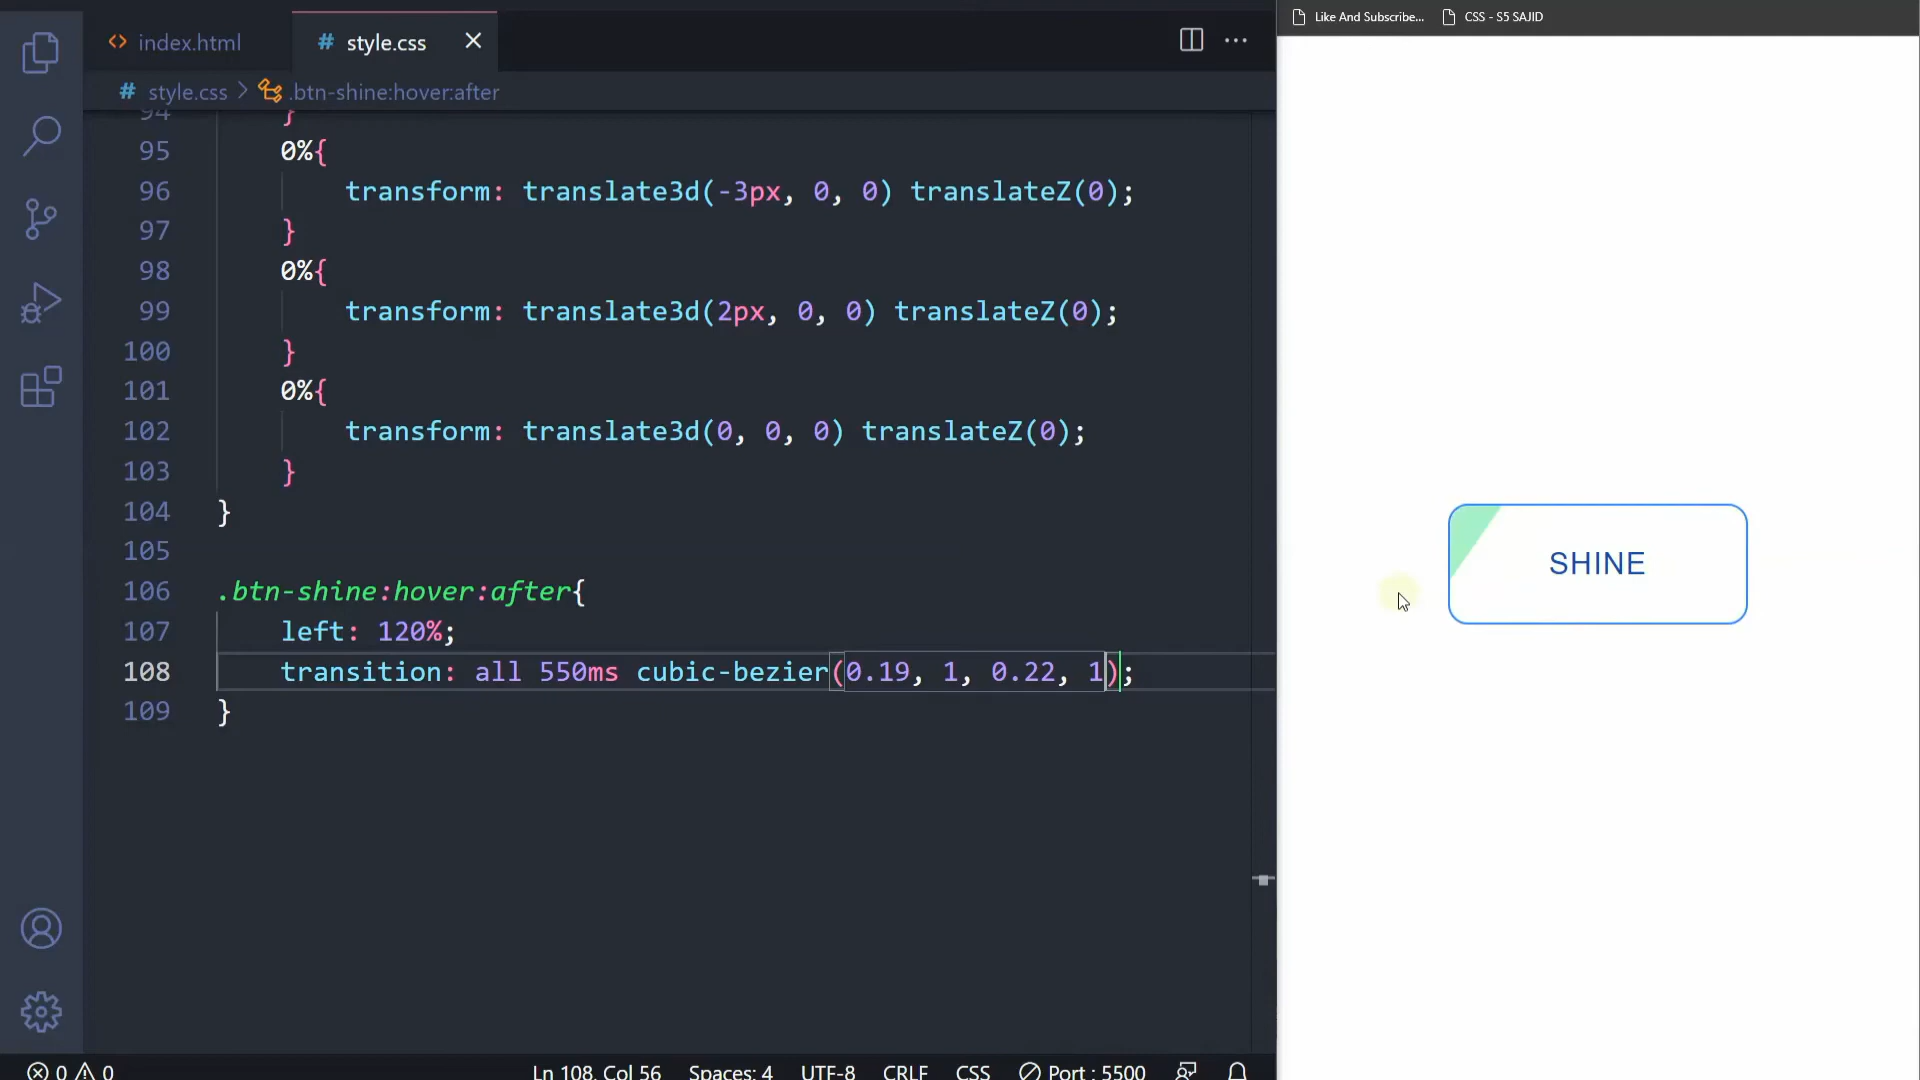 index.html
# style.css
Like And Subscribe...
CSS - S5 SAJID
# style.css > .btn-shine:hover:after
94 }
95 0%{
96 transform: translate3d(-3px, 0, 0) translateZ(0);
97 }
98 0%{
99 transform: translate3d(2px, 0, 0) translateZ(0);
100 }
101 0%{
102 transform: translate3d(0, 0, 0) translateZ(0);
103 }
104 }
105
106 .btn-shine:hover:after{
107 left: 120%;
108 transition: all 550ms cubic-bezier(0.19, 1, 0.22, 1);
109 }
SHINE
0 0 Ln 108, Col 56 Spaces: 4 UTF-8 CRLF CSS Port : 5500